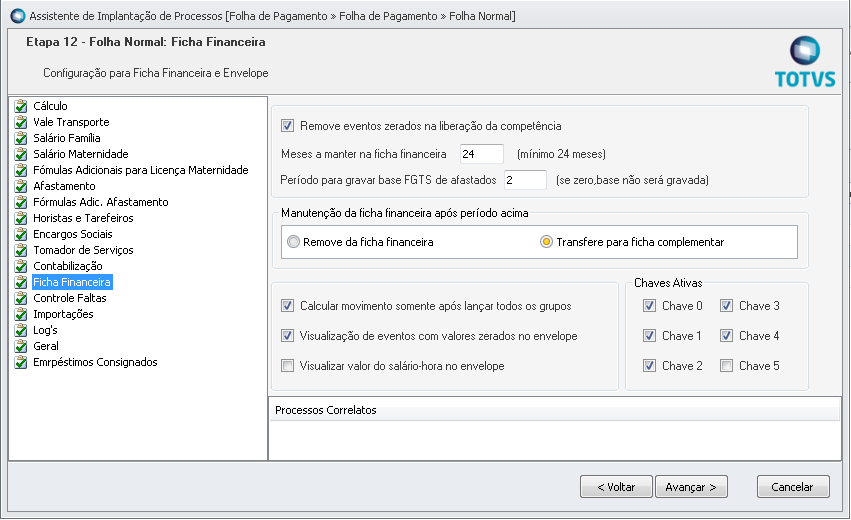 Assistente de Implantação de Processos [Folha de Pagamento » Folha de Pagamento » Folha Normal]
Etapa 12 - Folha Normal: Ficha Financeira
Configuração para Ficha Financeira e Envelope
TOTVS
Cálculo
Vale Transporte
Salário Família
Salário Maternidade
Fómulas Adicionais para Licença Maternidade
Afastamento
Fórmulas Adic. Afastamento
Horistas e Tarefeiros
Encargos Sociais
Tomador de Serviços
Contabilização
Ficha Financeira
Controle Faltas
Importações
Log's
Geral
Emrpéstimos Consignados
Remove eventos zerados na liberação da competência
Meses a manter na ficha financeira 24 (mínimo 24 meses)
Período para gravar base FGTS de afastados 2 (se zero,base não será gravada)
Manutenção da ficha financeira após período acima
Remove da ficha financeira Transfere para ficha complementar
Calcular movimento somente após lançar todos os grupos
Visualização de eventos com valores zerados no envelope
Visualizar valor do salário-hora no envelope
Chaves Ativas
Chave 0 Chave 3
Chave 1 Chave 4
Chave 2 Chave 5
Processos Correlatos
< Voltar Avançar > Cancelar